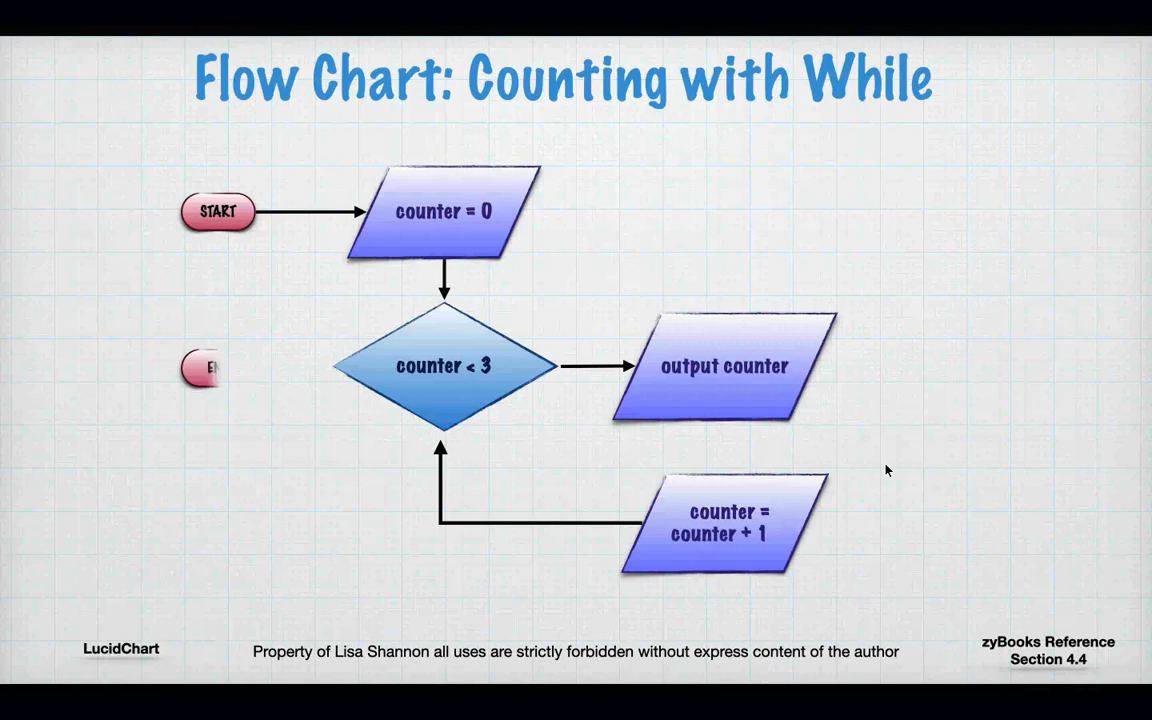 Flow Chart: Counting with While
START
counter = 0
counter < 3
output counter
counter =
counter + 1
LucidChart
Property of Lisa Shannon all uses are strictly forbidden without express content of the author
zyBooks Reference
Section 4.4